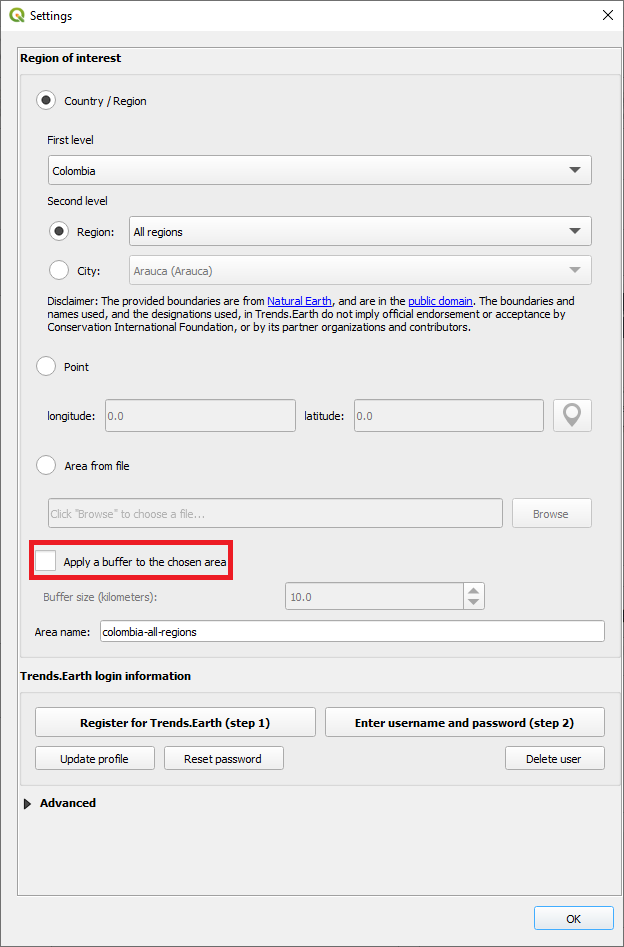 Settings
Region of interest
Country / Region
First level
Colombia
Second level
Region: All regions
City: Arauca (Arauca)
Disclaimer: The provided boundaries are from Natural Earth, and are in the public domain. The boundaries and
names used, and the designations used, in Trends.Earth do not imply official endorsement or acceptance by
Conservation International Foundation, or by its partner organizations and contributors.
Point
longitude: 0.0 latitude: 0.0
Area from file
Click "Browse" to choose a file... Browse
Apply a buffer to the chosen area
Buffer size (kilometers): 10.0
Area name: colombia-all-regions
Trends.Earth login information
Register for Trends.Earth (step 1) Enter username and password (step 2)
Update profile Reset password Delete user
Advanced
OK